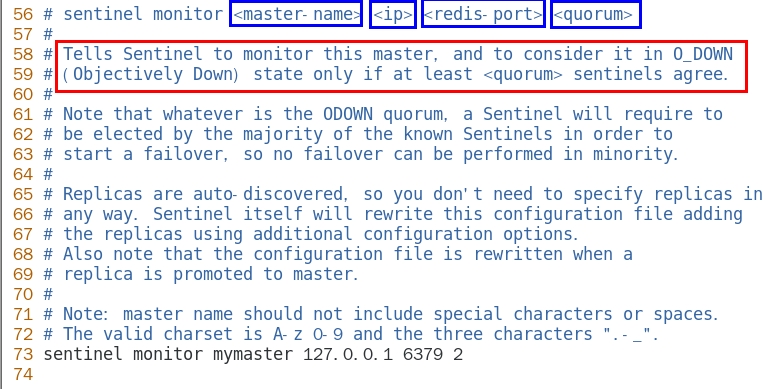 56 # sentinel monitor <master-name> <ip> <redis-port> <quorum>
57 #
58 # Tells Sentinel to monitor this master, and to consider it in O_DOWN
59 # (Objectively Down) state only if at least <quorum> sentinels agree.
60 #
61 # Note that whatever is the ODOWN quorum, a Sentinel will require to
62 # be elected by the majority of the known Sentinels in order to
63 # start a failover, so no failover can be performed in minority.
64 #
65 # Replicas are auto-discovered, so you don't need to specify replicas in
66 # any way. Sentinel itself will rewrite this configuration file adding
67 # the replicas using additional configuration options.
68 # Also note that the configuration file is rewritten when a
69 # replica is promoted to master.
70 #
71 # Note: master name should not include special characters or spaces.
72 # The valid charset is A-z 0-9 and the three characters ".-_".
73 sentinel monitor mymaster 127.0.0.1 6379 2
74